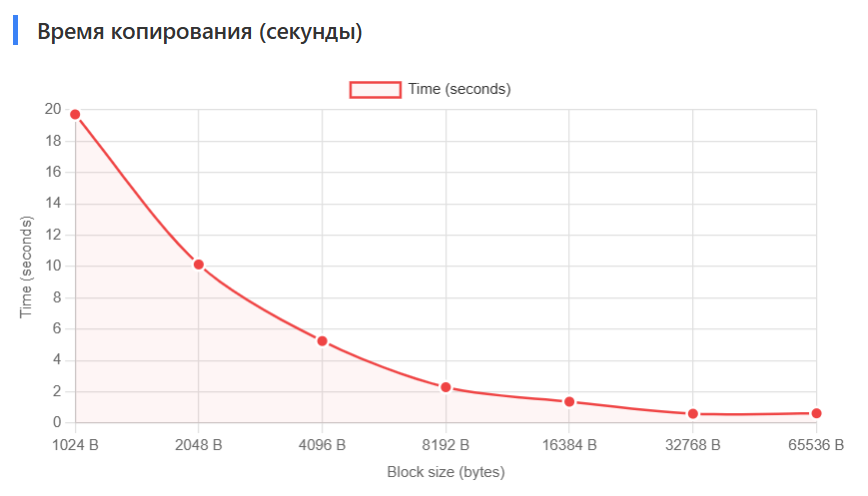 Время копирования (секунды)
Time (seconds)
20
18
16
14
12
10
8
6
4
2
0
Time (seconds)
1024 B 2048 B 4096 B 8192 B 16384 B 32768 B 65536 B
Block size (bytes)